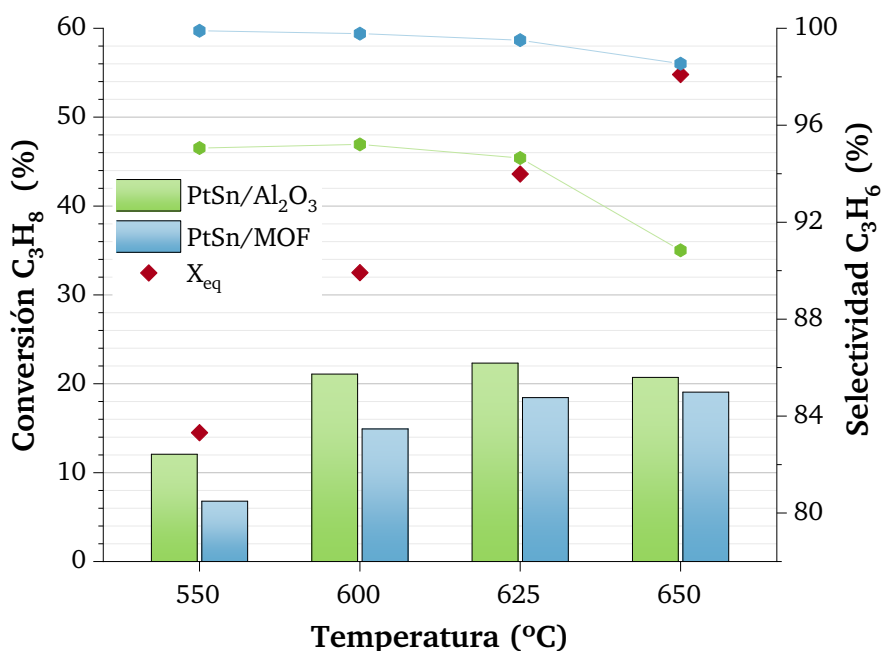 60
50
40
30
20
10
0
Conversión C₃H₈ (%)
PtSn/Al₂O₃
PtSn/MOF
Xeq
100
96
92
88
84
80
Selectividad C₃H₆ (%)
550 600 625 650
Temperatura (ºC)